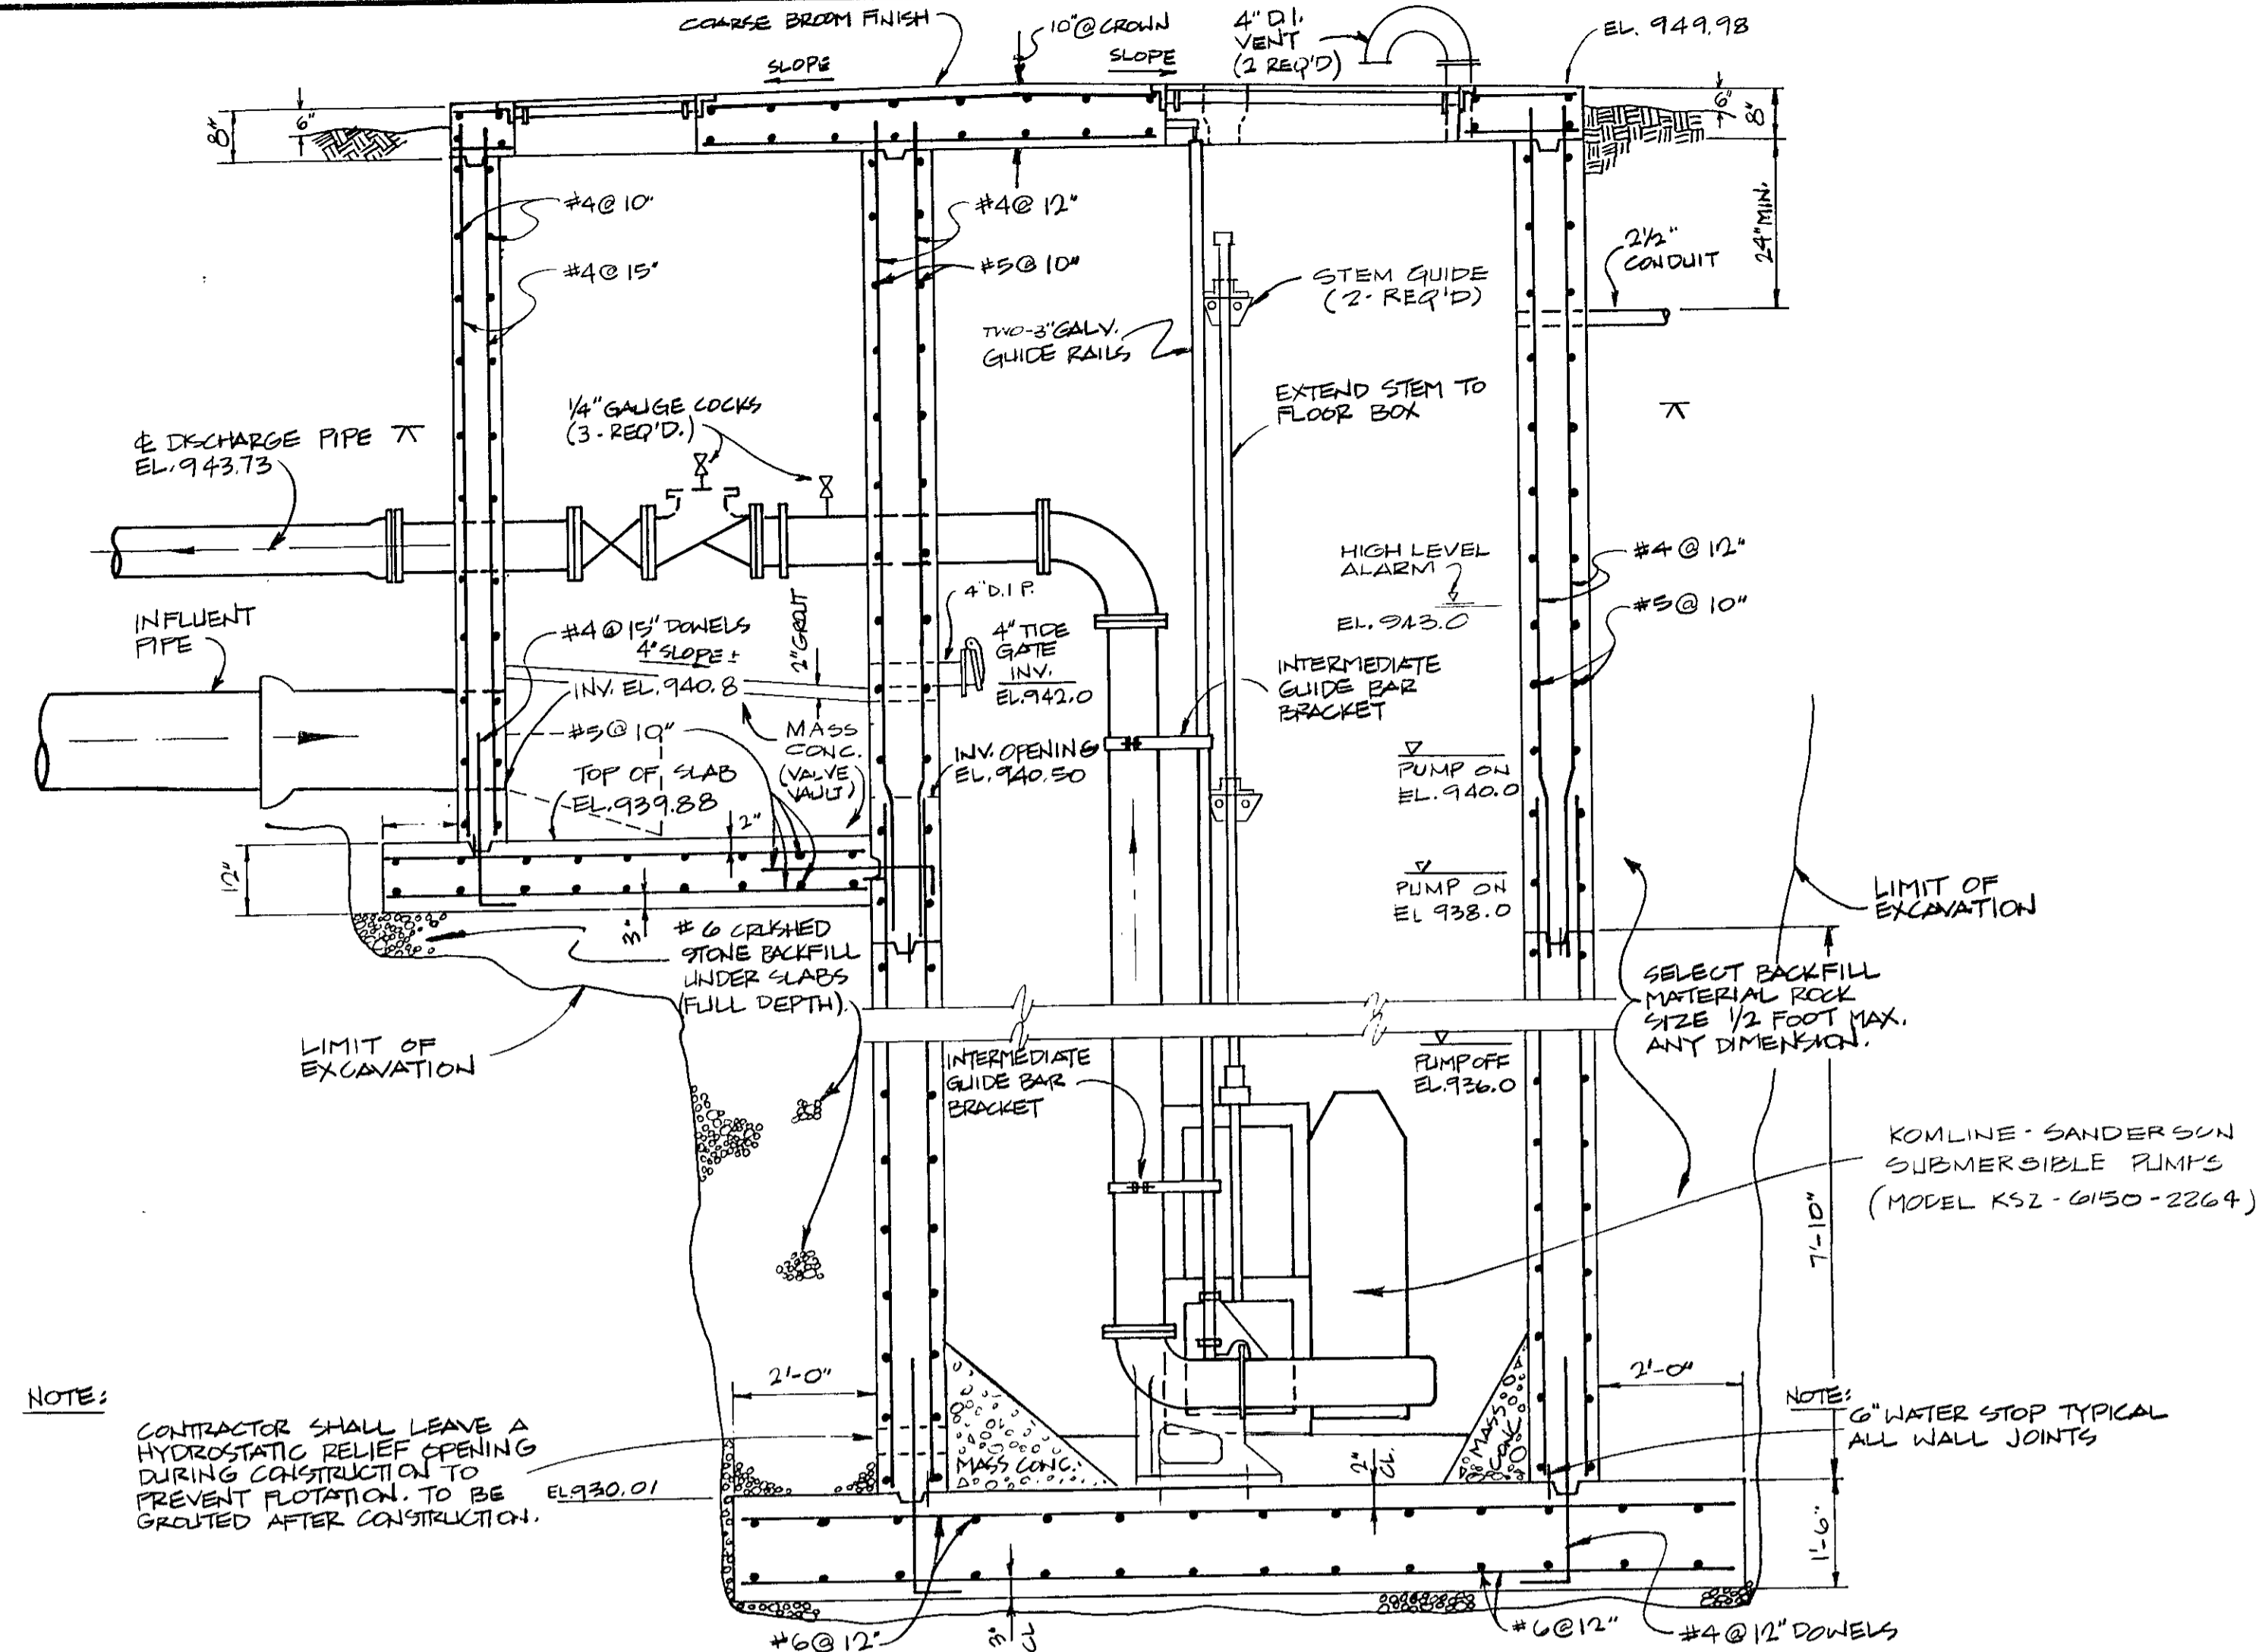 COARSE BROOM FINISH
10" @ CROWN
4" D.I.
VENT
(2 REQ'D)
EL. 949.98
SLOPE
SLOPE
8"
6"
6"
8"
24" MIN.
#4 @ 10"
#4 @ 15"
#4 @ 12"
#5 @ 10"
STEM GUIDE
(2-REQ'D)
2 1/2"
CONDUIT
TWO-3" GALV.
GUIDE RAILS
EXTEND STEM TO
FLOOR BOX
1/4" GAUGE COCKS
(3-REQ'D.)
℄ DISCHARGE PIPE
EL. 943.73
HIGH LEVEL
ALARM
EL. 943.0
#4 @ 12"
#5 @ 10"
INFLUENT
PIPE
#4 @ 15" DOWELS
4" SLOPE ±
2" GROUT
4" D.I.P.
4" TIDE
GATE
INV.
EL. 942.0
INV. EL. 940.8
INTERMEDIATE
GUIDE BAR
BRACKET
#5 @ 10"
MASS
CONC.
(VALVE
VAULT)
INV. OPENING
EL. 940.50
TOP OF SLAB
EL. 939.88
PUMP ON
EL. 940.0
2"
12"
3"
PUMP ON
EL 938.0
LIMIT OF
EXCAVATION
#6 CRUSHED
STONE BACKFILL
UNDER SLABS
(FULL DEPTH).
SELECT BACKFILL
MATERIAL ROCK
SIZE 1/2 FOOT MAX.
ANY DIMENSION.
LIMIT OF
EXCAVATION
INTERMEDIATE
GUIDE BAR
BRACKET
PUMP OFF
EL. 936.0
KOMLINE-SANDERSON
SUBMERSIBLE PUMPS
(MODEL KS2-6150-2264)
7'-10"
2'-0"
2'-0"
NOTE:
CONTRACTOR SHALL LEAVE A
HYDROSTATIC RELIEF OPENING
DURING CONSTRUCTION TO
PREVENT FLOTATION. TO BE
GROUTED AFTER CONSTRUCTION.
EL. 930.01
MASS CONC.
2"
CL.
MASS
CONC.
NOTE:
6" WATER STOP TYPICAL
ALL WALL JOINTS
1'-6"
#6 @ 12"
3"
CL
#6 @ 12"
#4 @ 12" DOWELS